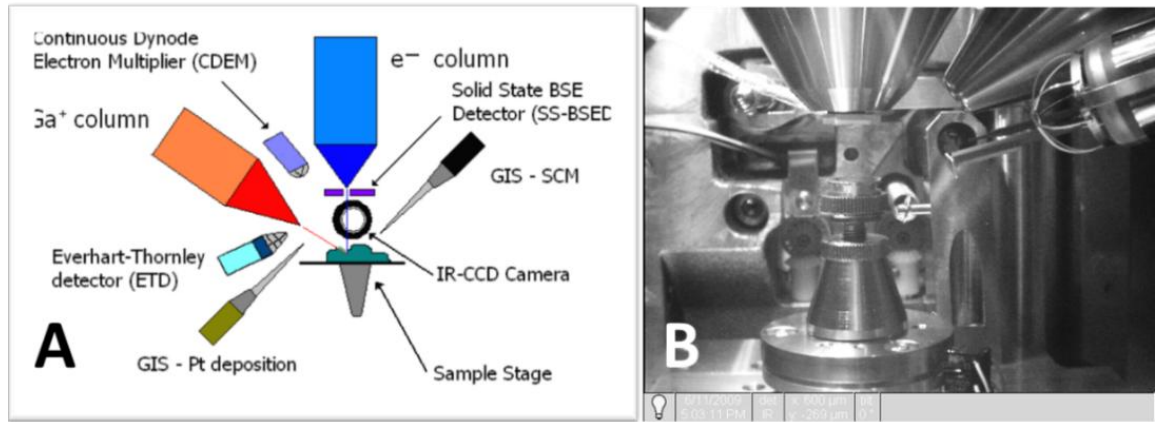 Continuous Dynode
Electron Multiplier (CDEM)
e⁻ column
Solid State BSE
Detector (SS-BSED
Ga⁺ column
GIS - SCM
Everhart-Thornley
detector (ETD)
IR-CCD Camera
GIS - Pt deposition
Sample Stage
A
B
6/11/2009 det x: 600 µm tilt
5:03:11 PM IR y: -269 µm 0 °